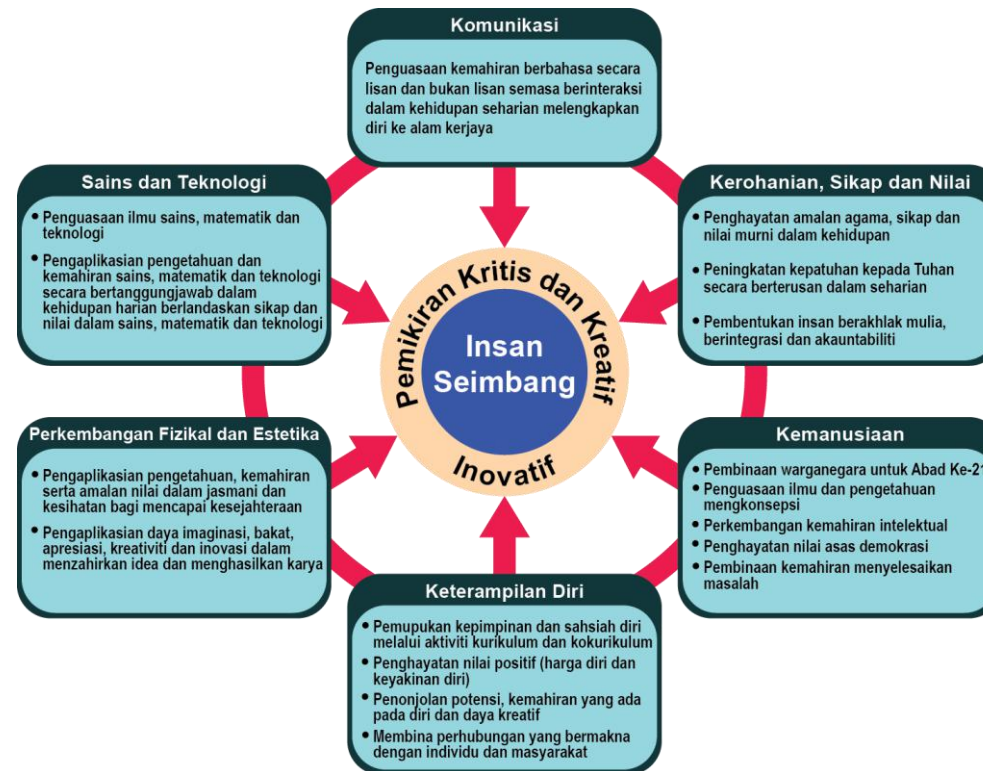 Komunikasi
Penguasaan kemahiran berbahasa secara
lisan dan bukan lisan semasa berinteraksi
dalam kehidupan seharian melengkapkan
diri ke alam kerjaya
Sains dan Teknologi
• Penguasaan ilmu sains, matematik dan
teknologi
• Pengaplikasian pengetahuan dan
kemahiran sains, matematik dan teknologi
secara bertanggungjawab dalam
kehidupan harian berlandaskan sikap dan
nilai dalam sains, matematik dan teknologi
Kerohanian, Sikap dan Nilai
• Penghayatan amalan agama, sikap dan
nilai murni dalam kehidupan
• Peningkatan kepatuhan kepada Tuhan
secara berterusan dalam seharian
• Pembentukan insan berakhlak mulia,
berintegrasi dan akauntabiliti
Pemikiran Kritis dan Kreatif
Insan
Seimbang
Inovatif
Perkembangan Fizikal dan Estetika
• Pengaplikasian pengetahuan, kemahiran
serta amalan nilai dalam jasmani dan
kesihatan bagi mencapai kesejahteraan
• Pengaplikasian daya imaginasi, bakat,
apresiasi, kreativiti dan inovasi dalam
menzahirkan idea dan menghasilkan karya
Kemanusiaan
• Pembinaan warganegara untuk Abad Ke-21
• Penguasaan ilmu dan pengetahuan
mengkonsepsi
• Perkembangan kemahiran intelektual
• Penghayatan nilai asas demokrasi
• Pembinaan kemahiran menyelesaikan
masalah
Keterampilan Diri
• Pemupukan kepimpinan dan sahsiah diri
melalui aktiviti kurikulum dan kokurikulum
• Penghayatan nilai positif (harga diri dan
keyakinan diri)
• Penonjolan potensi, kemahiran yang ada
pada diri dan daya kreatif
• Membina perhubungan yang bermakna
dengan individu dan masyarakat